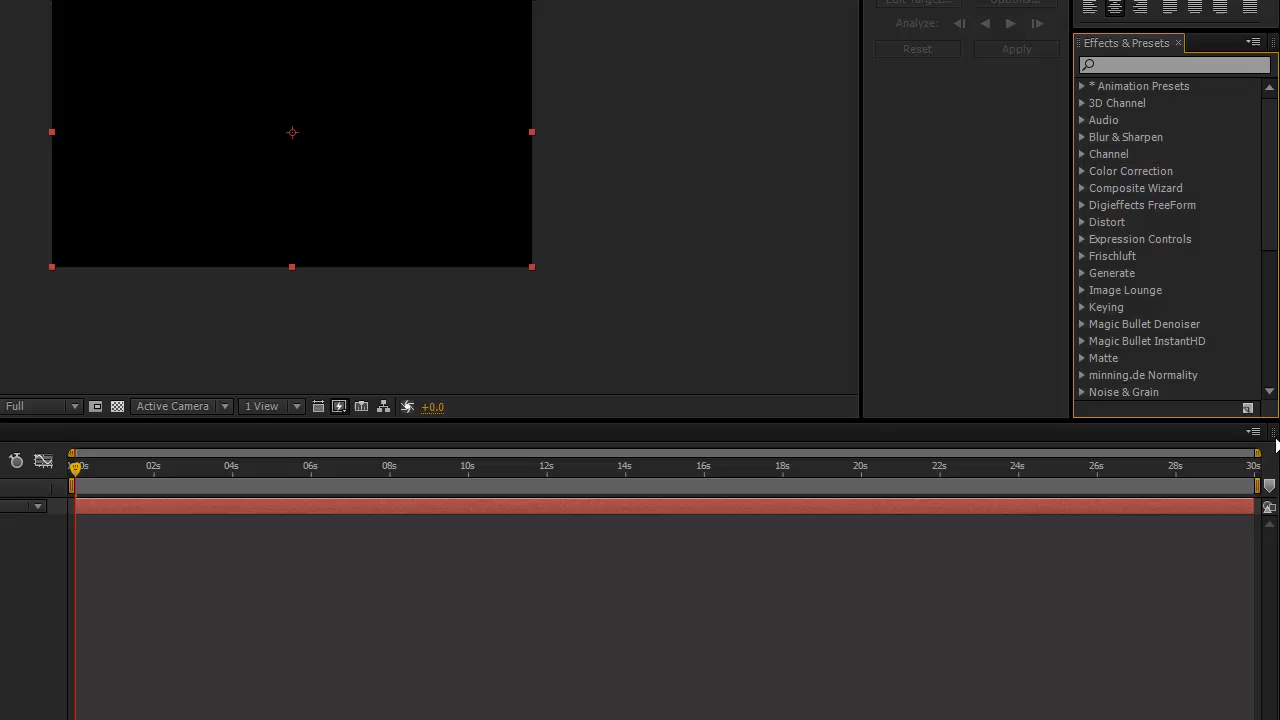 Edit Target... Options...
Analyze:
Reset Apply
Effects & Presets
* Animation Presets
3D Channel
Audio
Blur & Sharpen
Channel
Color Correction
Composite Wizard
Digieffects FreeForm
Distort
Expression Controls
Frischluft
Generate
Image Lounge
Keying
Magic Bullet Denoiser
Magic Bullet InstantHD
Matte
minning.de Normality
Noise & Grain
Full Active Camera 1 View +0.0
02s 04s 06s 08s 10s 12s 14s 16s 18s 20s 22s 24s 26s 28s 30s